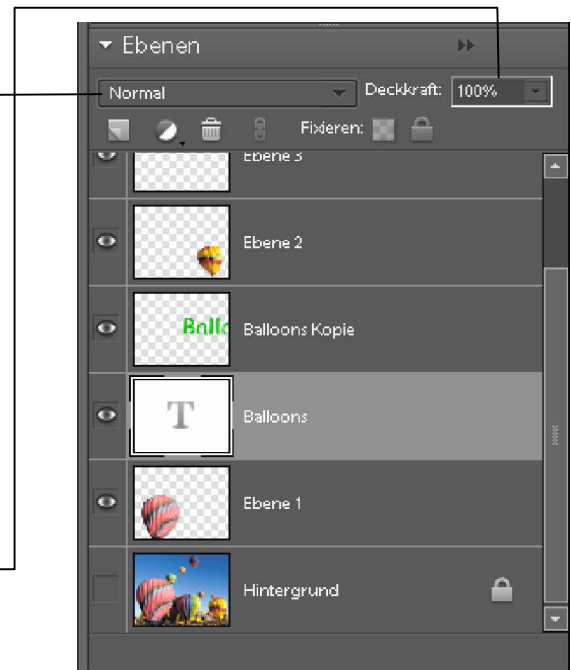 Ebenen
Normal Deckkraft: 100%
Fixieren:
Ebene 3
Ebene 2
Ballo
Balloons Kopie
T
Balloons
Ebene 1
Hintergrund